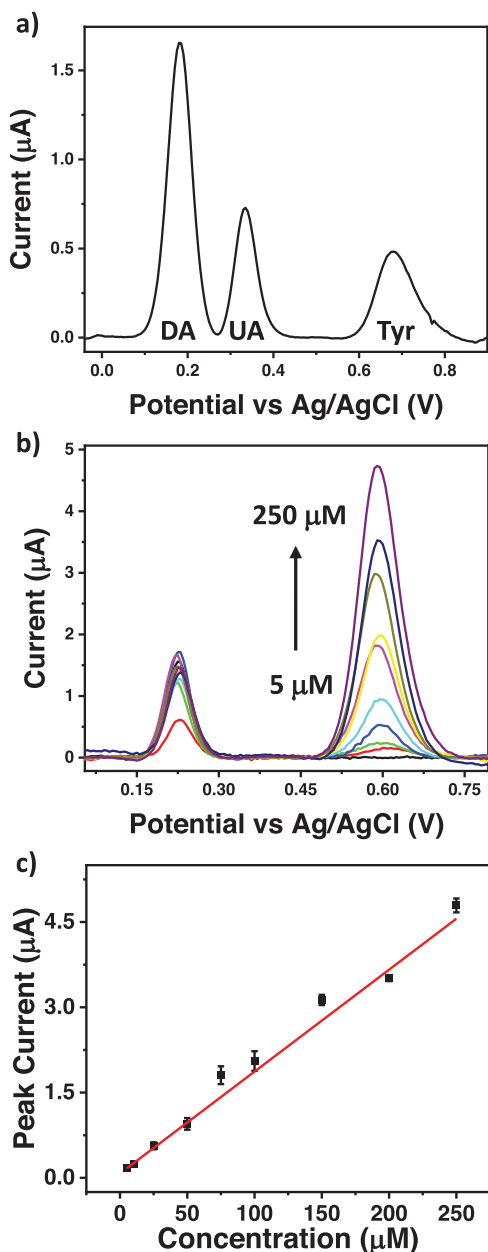 a)
1.5
1.0
0.5
0.0
Current (μA)
DA UA Tyr
0.0 0.2 0.4 0.6 0.8
Potential vs Ag/AgCl (V)
b)
5
4
3
2
1
0
Current (μA)
250 μM
5 μM
0.15 0.30 0.45 0.60 0.75
Potential vs Ag/AgCl (V)
c)
4.5
3.0
1.5
0.0
Peak Current (μA)
0 50 100 150 200 250
Concentration (μM)